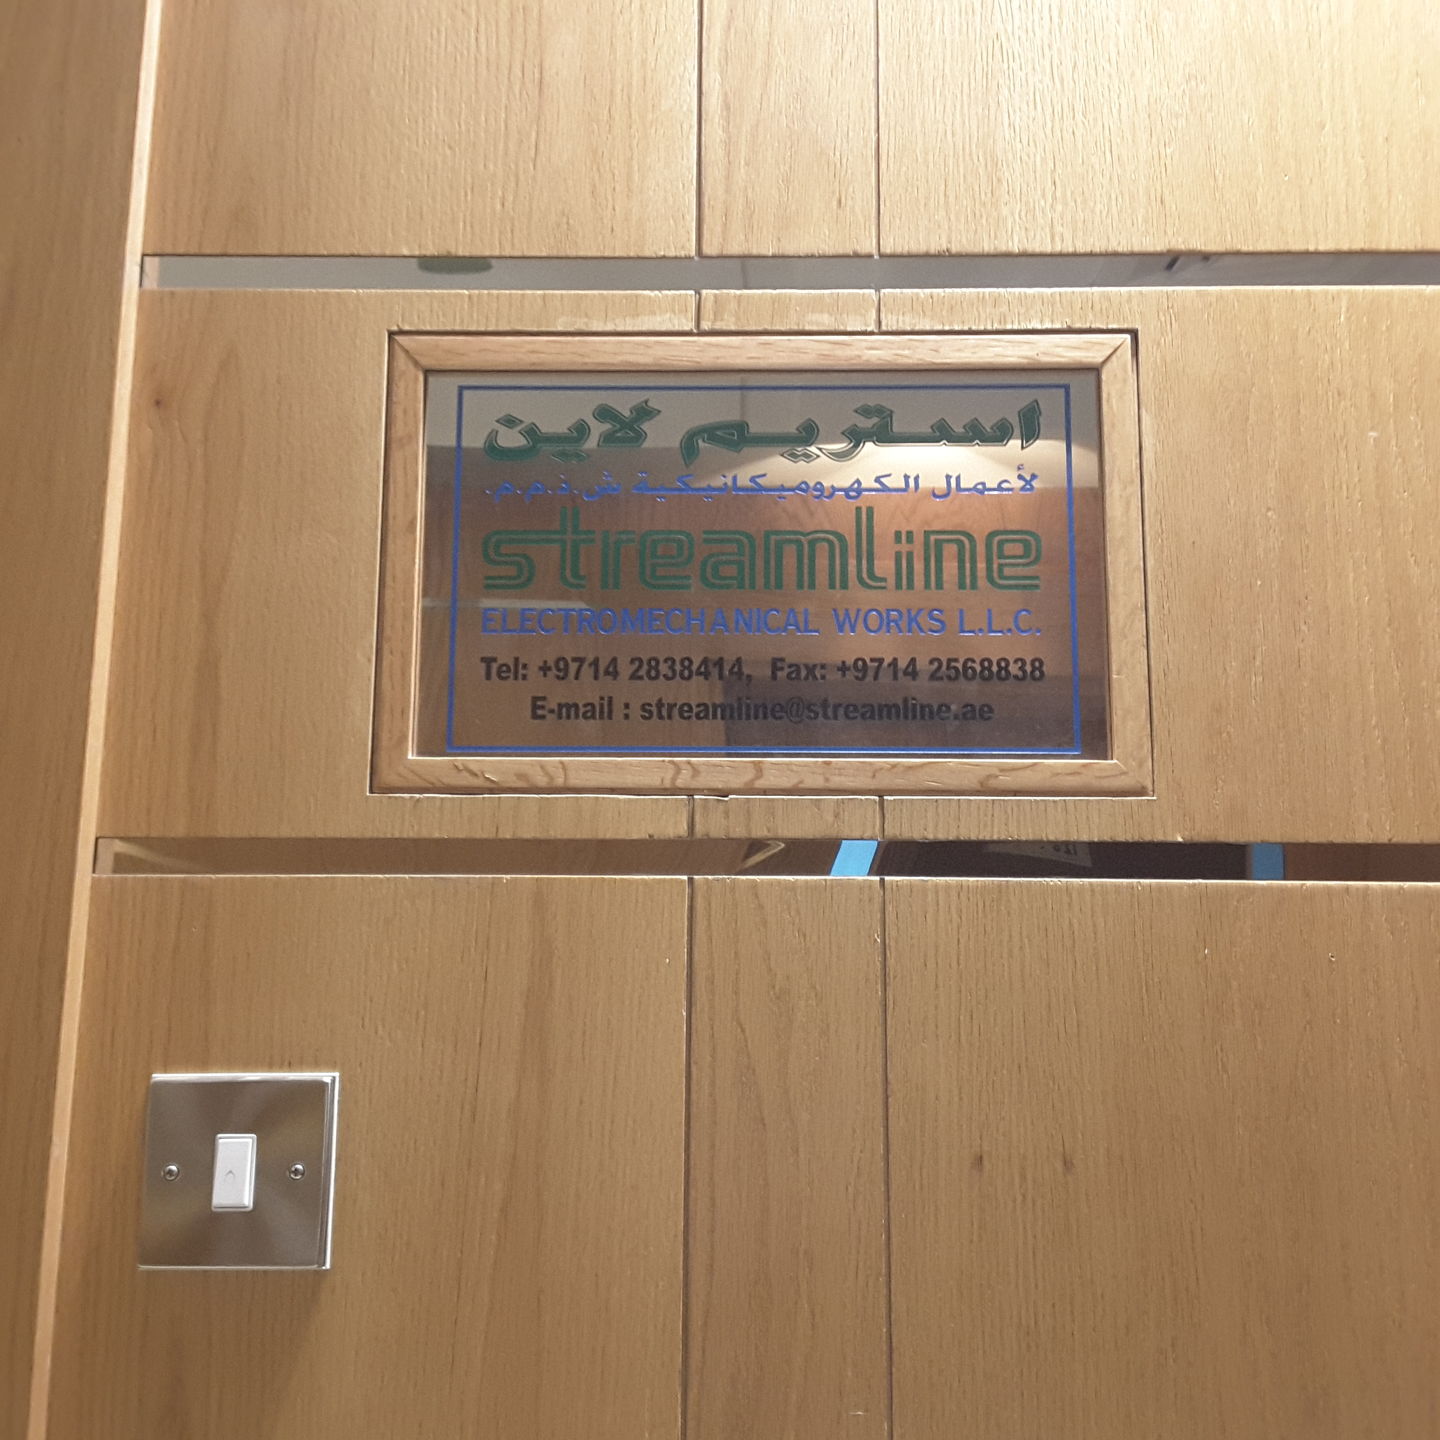 استريم لاين
لأعمال الكهروميكانيكية ش.ذ.م.م.
streamline
ELECTROMECHANICAL WORKS L.L.C.
Tel: +9714 2838414, Fax: +9714 2568838
E-mail : streamline@streamline.ae